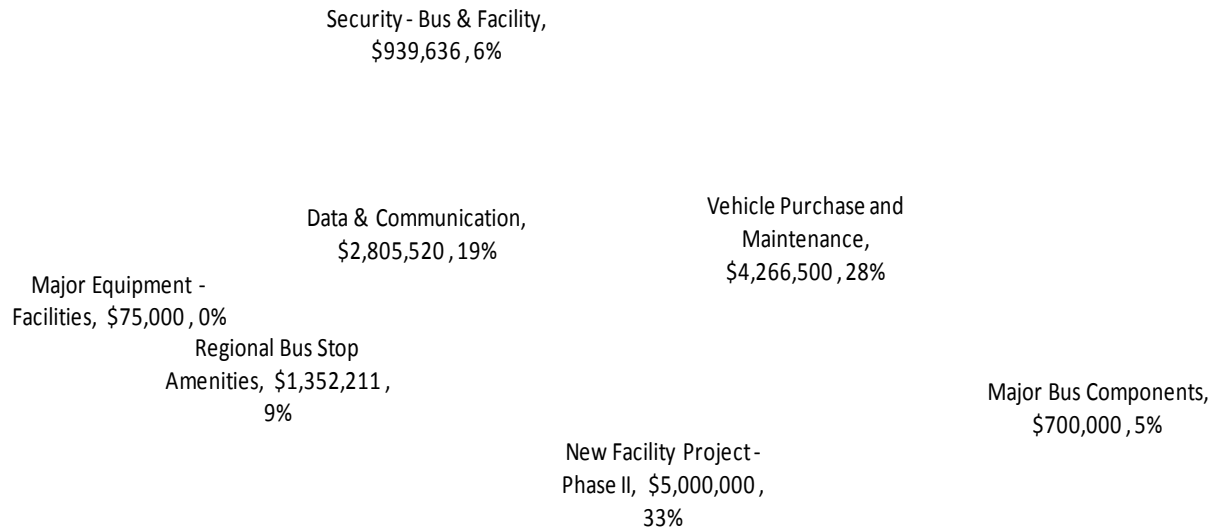 Security - Bus & Facility,
$939,636 , 6%
Data & Communication,
$2,805,520 , 19%
Vehicle Purchase and
Maintenance,
$4,266,500 , 28%
Major Equipment -
Facilities, $75,000 , 0%
Regional Bus Stop
Amenities, $1,352,211 ,
9%
Major Bus Components,
$700,000 , 5%
New Facility Project -
Phase II, $5,000,000 ,
33%